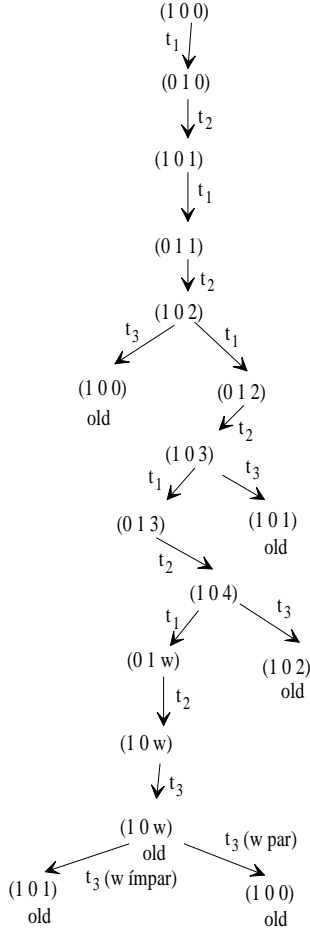 (1 0 0)
t1
(0 1 0)
t2
(1 0 1)
t1
(0 1 1)
t2
(1 0 2)
t3
t1
(1 0 0)
old
(0 1 2)
t2
(1 0 3)
t1
t3
(0 1 3)
(1 0 1)
old
t2
(1 0 4)
t1
t3
(0 1 w)
(1 0 2)
old
t2
(1 0 w)
t3
(1 0 w)
old
t3 (w par)
t3 (w ímpar)
(1 0 1)
old
(1 0 0)
old